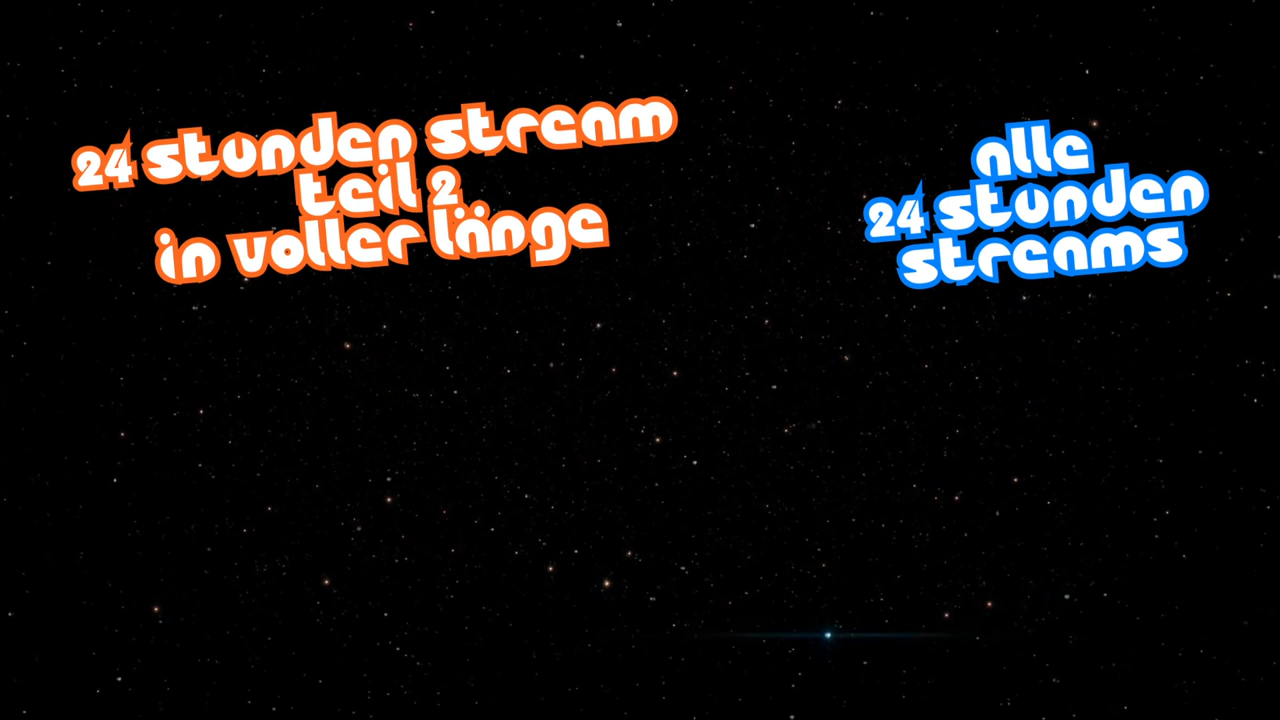 24 stunden stream
teil 2
in voller länge
alle
24 stunden
streams